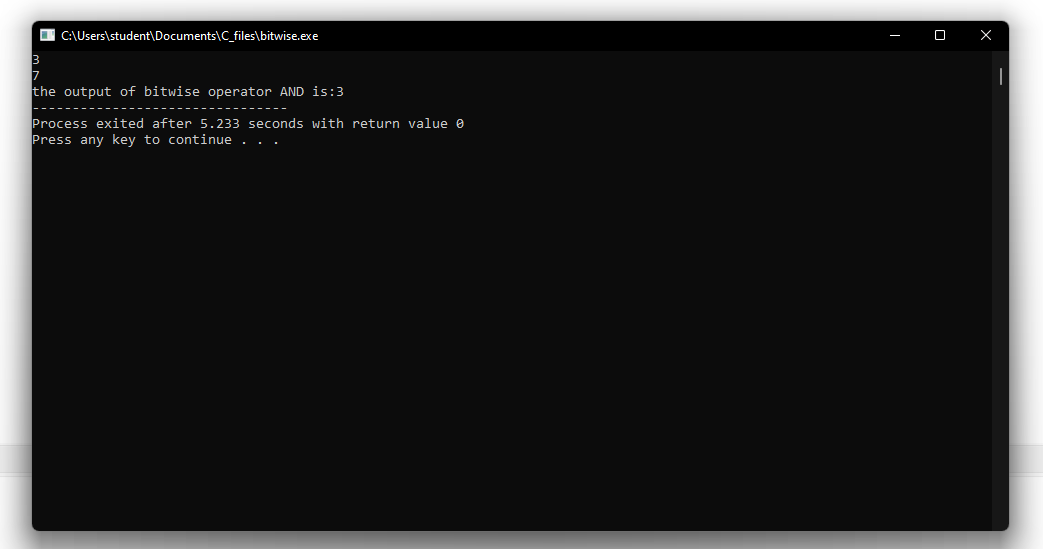 C:\Users\student\Documents\C_files\bitwise.exe
3
7
the output of bitwise operator AND is:3
--------------------------------
Process exited after 5.233 seconds with return value 0
Press any key to continue . . .